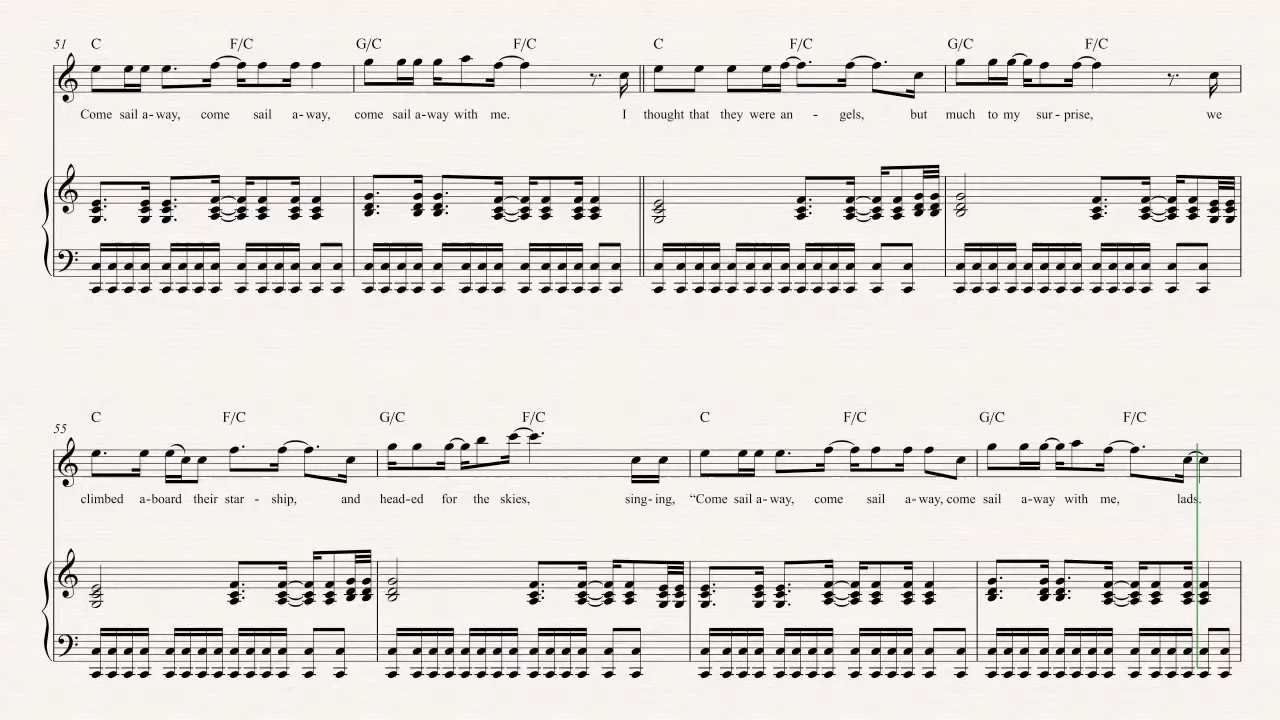 51 C F/C G/C F/C C F/C G/C F/C
Come sail a-way, come sail a-way, come sail a-way with me. I thought that they were an - gels, but much to my sur-prise, we
55 C F/C G/C F/C C F/C G/C F/C
climbed a-board their star - ship, and head-ed for the skies, sing-ing, “Come sail a-way, come sail a-way, come sail a-way with me, lads.